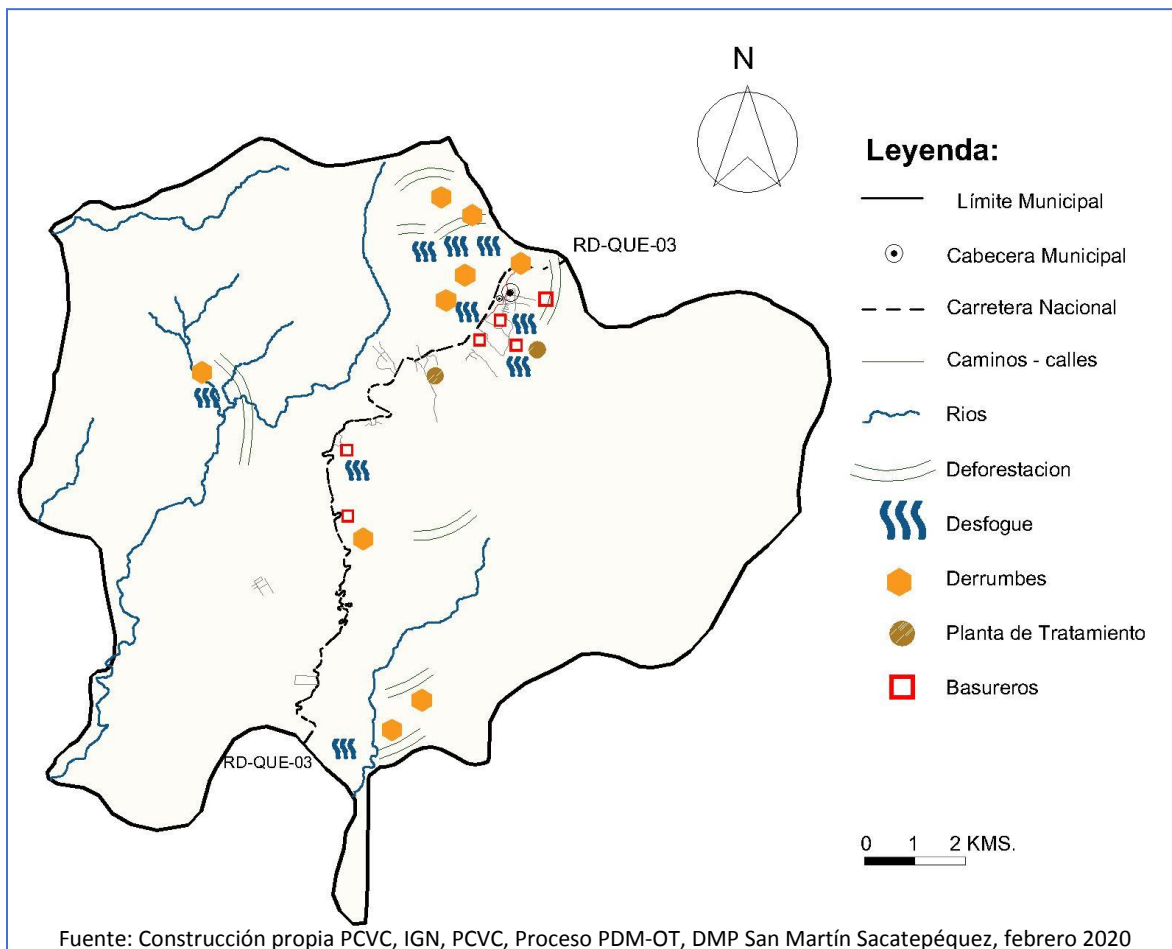 N
Leyenda:
Límite Municipal
Cabecera Municipal
Carretera Nacional
Caminos - calles
Rios
Deforestacion
Desfogue
Derrumbes
Planta de Tratamiento
Basureros
RD-QUE-03
RD-QUE-03
0 1 2 KMS.
Fuente: Construcción propia PCVC, IGN, PCVC, Proceso PDM-OT, DMP San Martín Sacatepéquez, febrero 2020